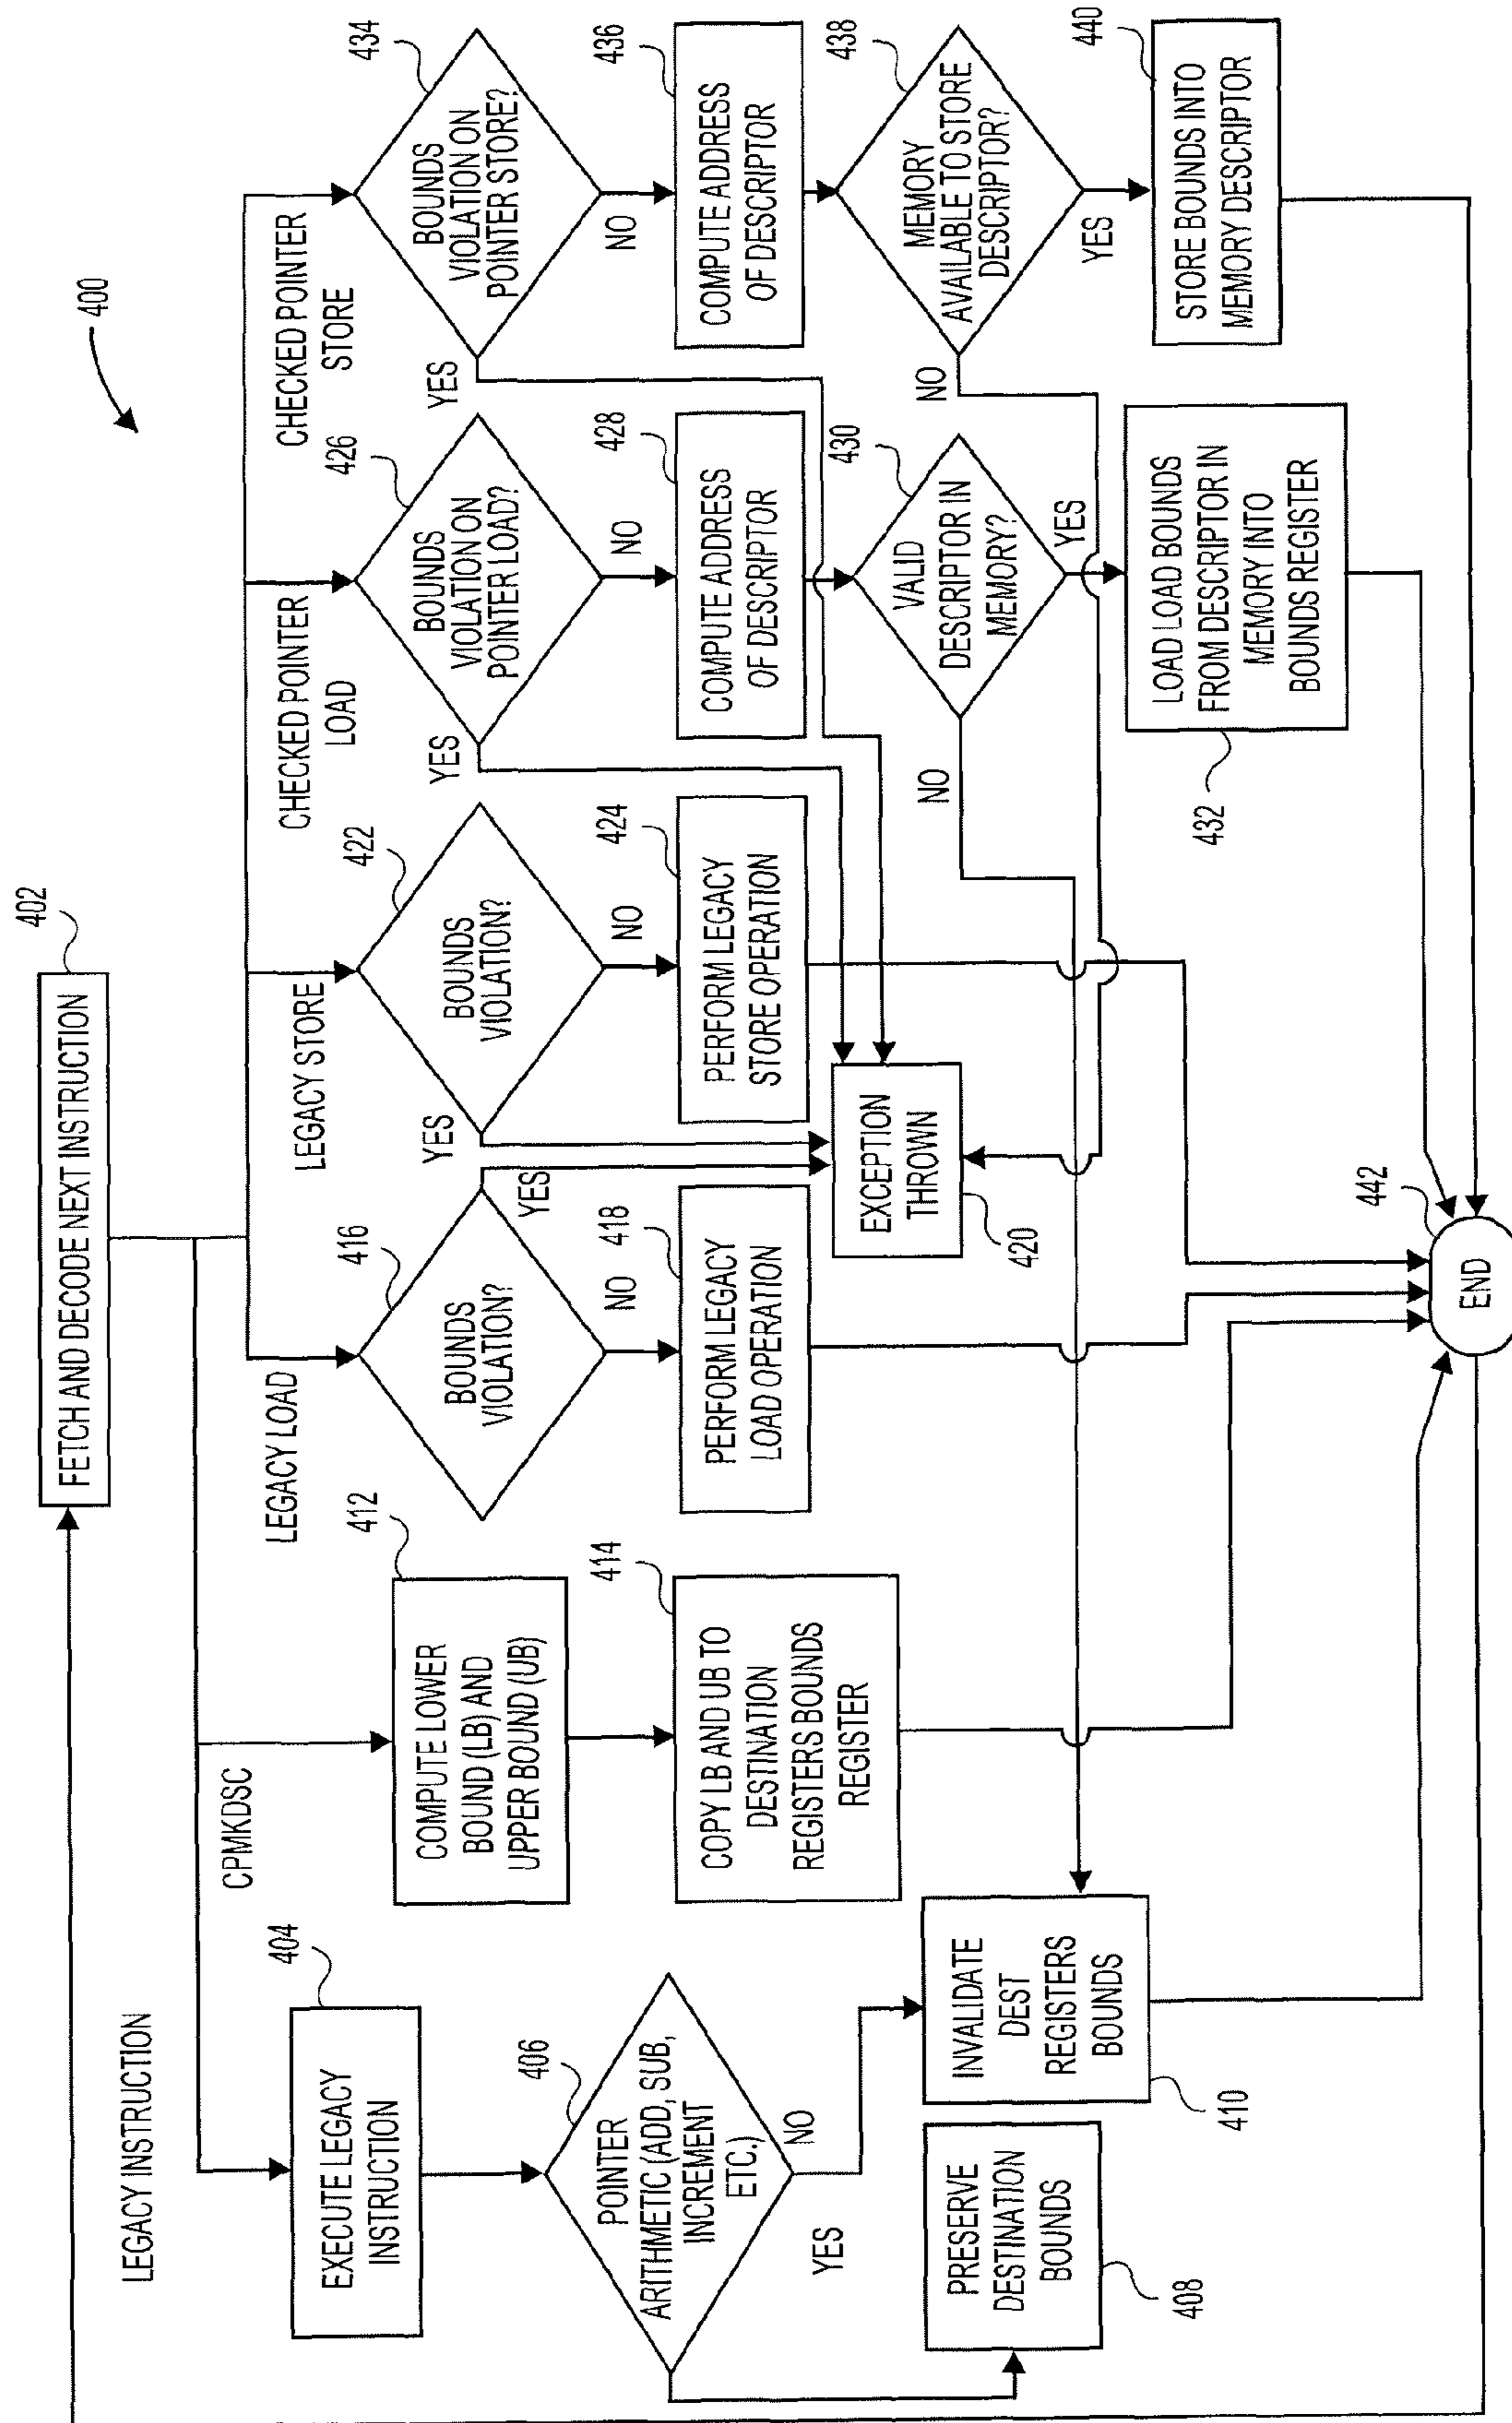 400
402
FETCH AND DECODE NEXT INSTRUCTION
LEGACY INSTRUCTION
404
EXECUTE LEGACY
INSTRUCTION
406
POINTER
ARITHMETIC (ADD, SUB,
INCREMENT
ETC.)
NO
YES
PRESERVE
DESTINATION
BOUNDS
408
INVALIDATE
DEST
REGISTERS
BOUNDS
410
CPMKDSC
412
COMPUTE LOWER
BOUND (LB) AND
UPPER BOUND (UB)
414
COPY LB AND UB TO
DESTINATION
REGISTERS BOUNDS
REGISTER
LEGACY LOAD
416
BOUNDS
VIOLATION?
YES
NO
418
PERFORM LEGACY
LOAD OPERATION
EXCEPTION
THROWN
420
LEGACY STORE
422
BOUNDS
VIOLATION?
YES
NO
424
PERFORM LEGACY
STORE OPERATION
CHECKED POINTER
LOAD
426
BOUNDS
VIOLATION ON
POINTER LOAD?
YES
NO
428
COMPUTE ADDRESS
OF DESCRIPTOR
430
VALID
DESCRIPTOR IN
MEMORY?
NO
YES
LOAD LOAD BOUNDS
FROM DESCRIPTOR IN
MEMORY INTO
BOUNDS REGISTER
432
CHECKED POINTER
STORE
434
BOUNDS
VIOLATION ON
POINTER STORE?
YES
NO
436
COMPUTE ADDRESS
OF DESCRIPTOR
438
MEMORY
AVAILABLE TO STORE
DESCRIPTOR?
NO
YES
440
STORE BOUNDS INTO
MEMORY DESCRIPTOR
442
END